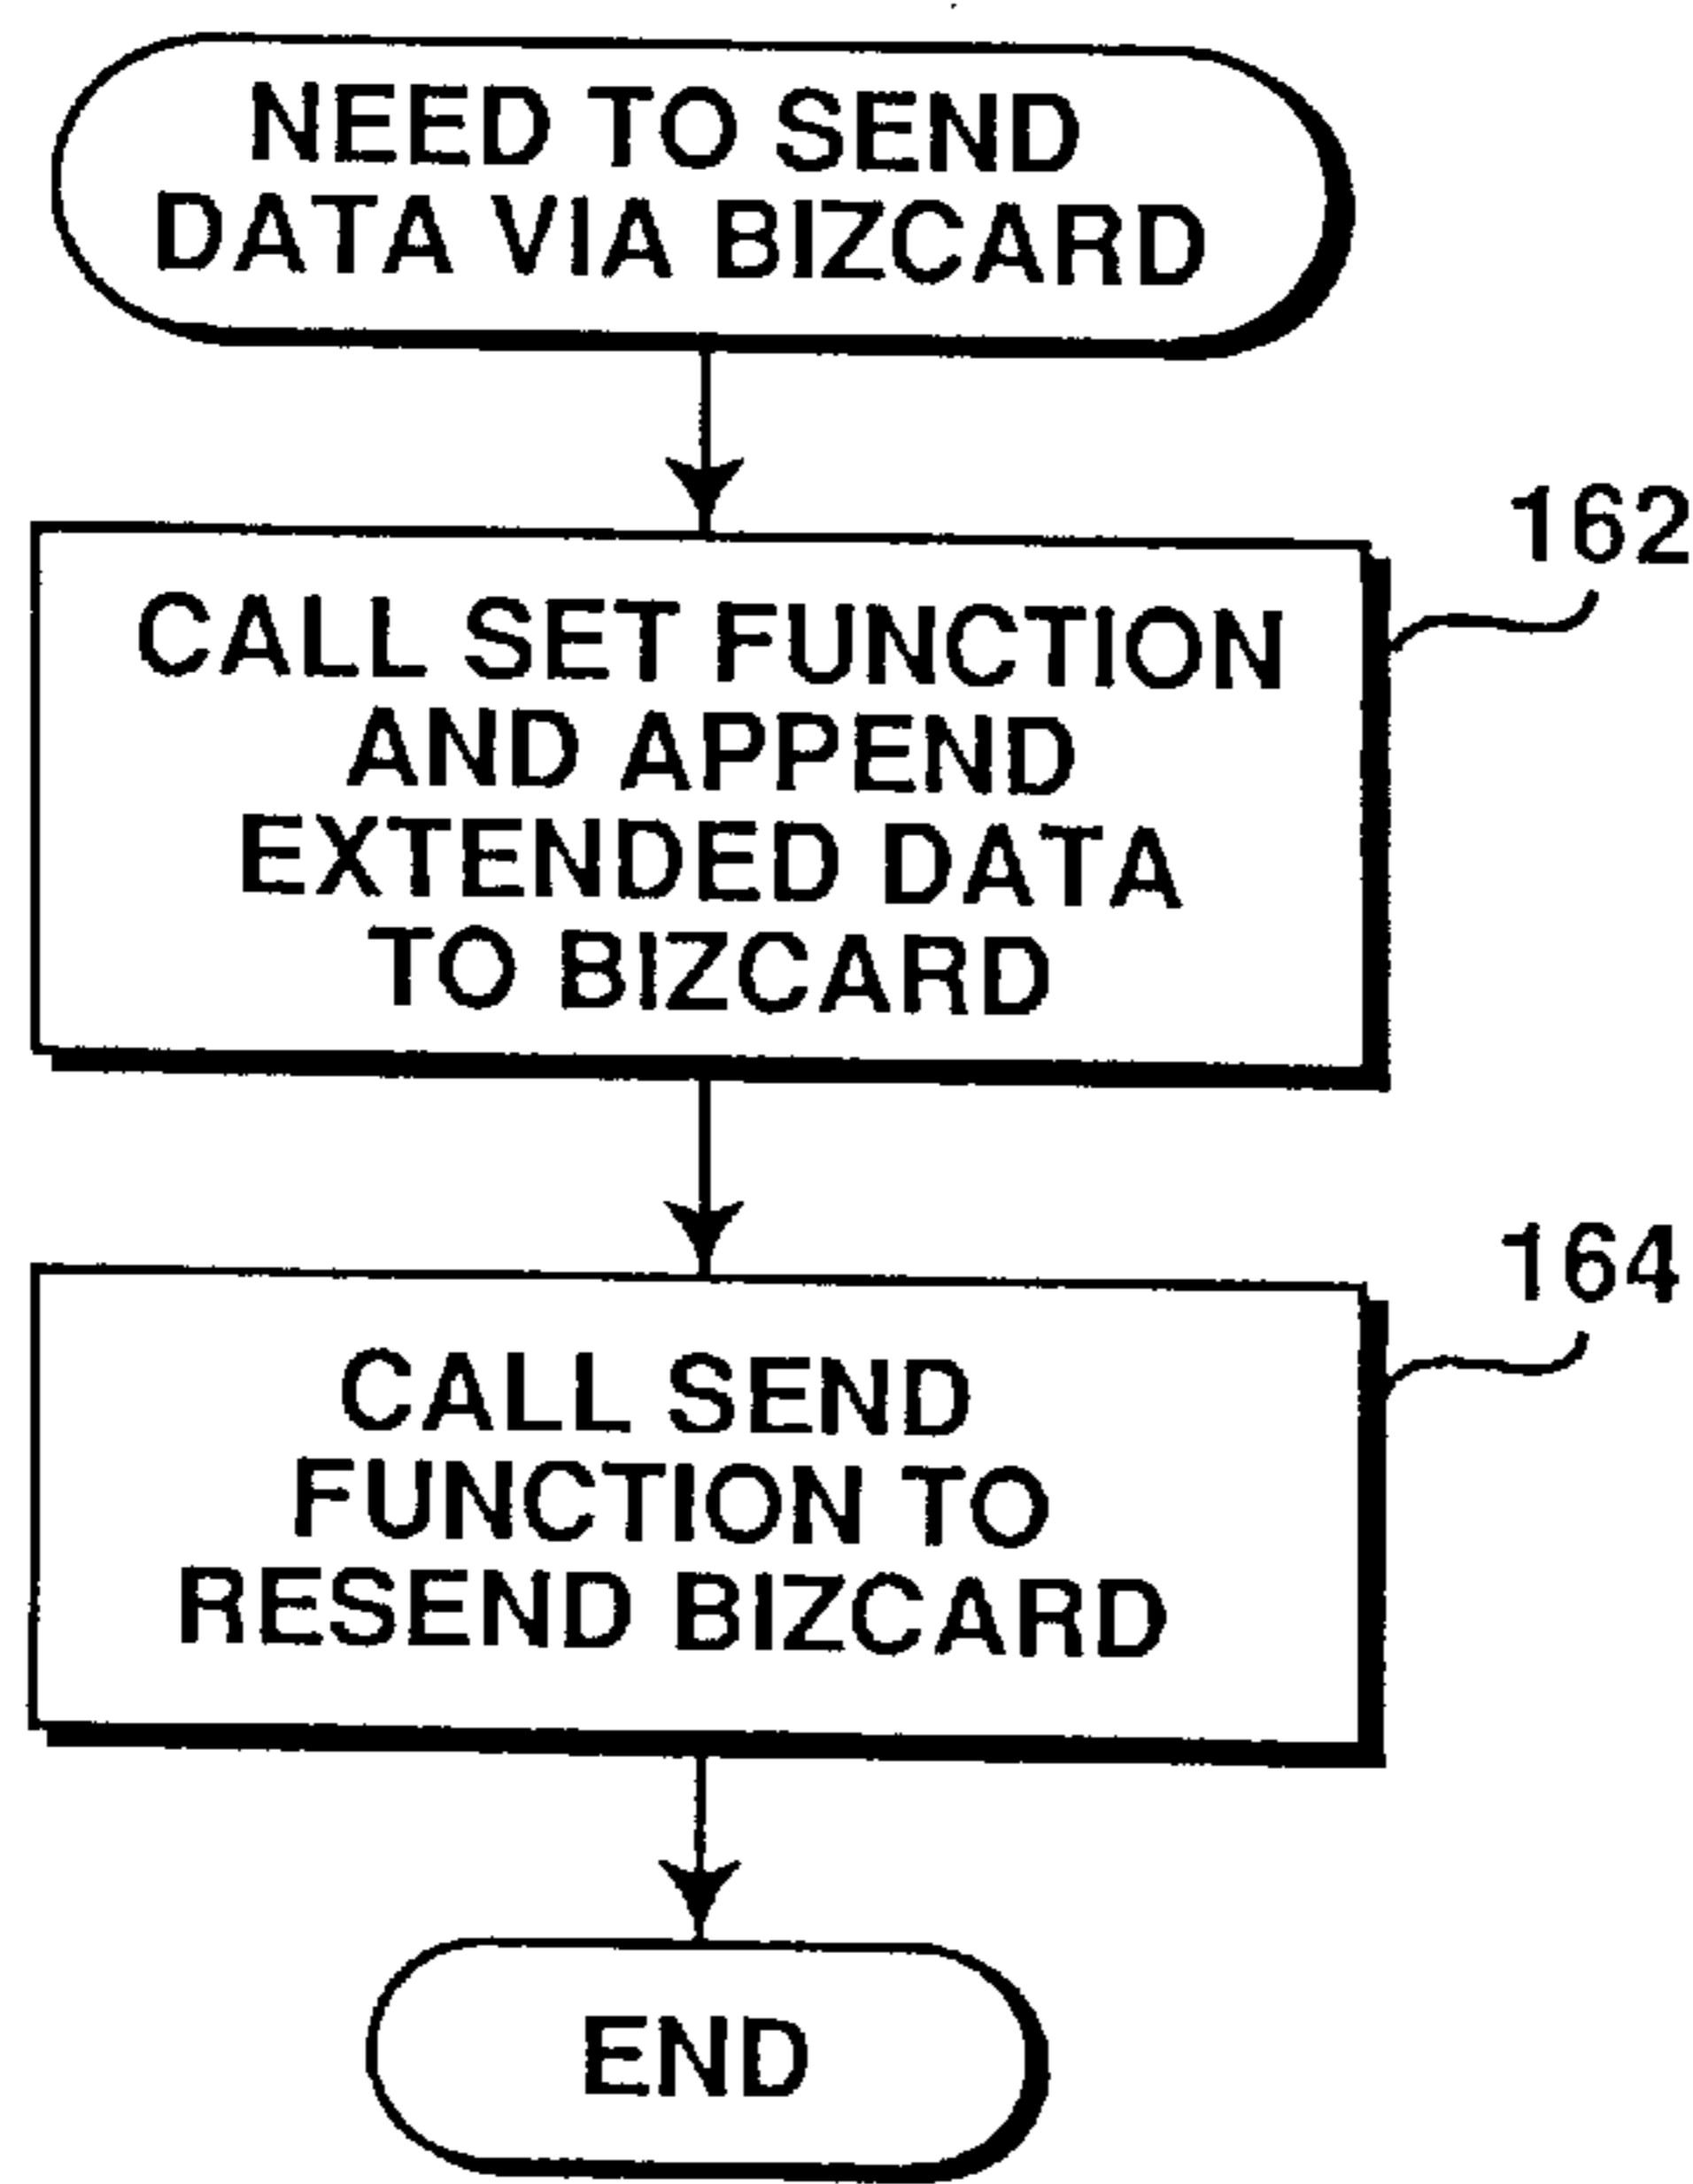 NEED TO SEND
DATA VIA BIZCARD
162
CALL SET FUNCTION
AND APPEND
EXTENDED DATA
TO BIZCARD
164
CALL SEND
FUNCTION TO
RESEND BIZCARD
END